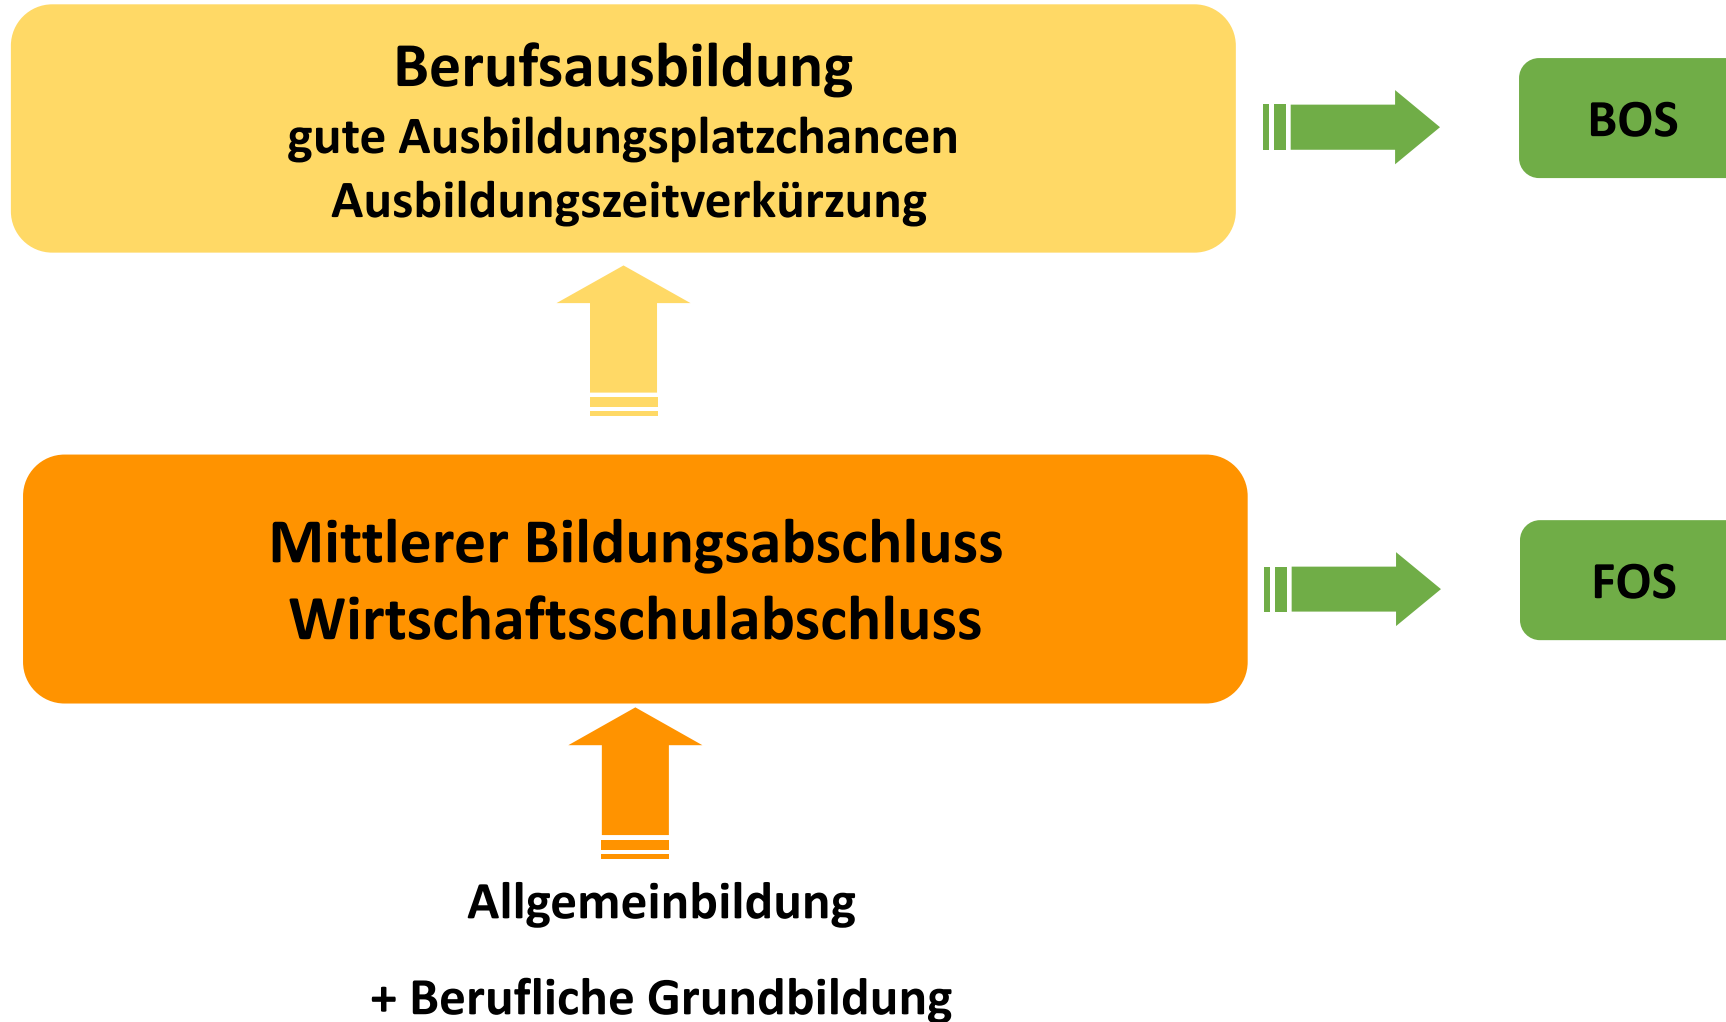 Berufsausbildung
gute Ausbildungsplatzchancen
Ausbildungszeitverkürzung
BOS
Mittlerer Bildungsabschluss
Wirtschaftsschulabschluss
FOS
Allgemeinbildung
+ Berufliche Grundbildung